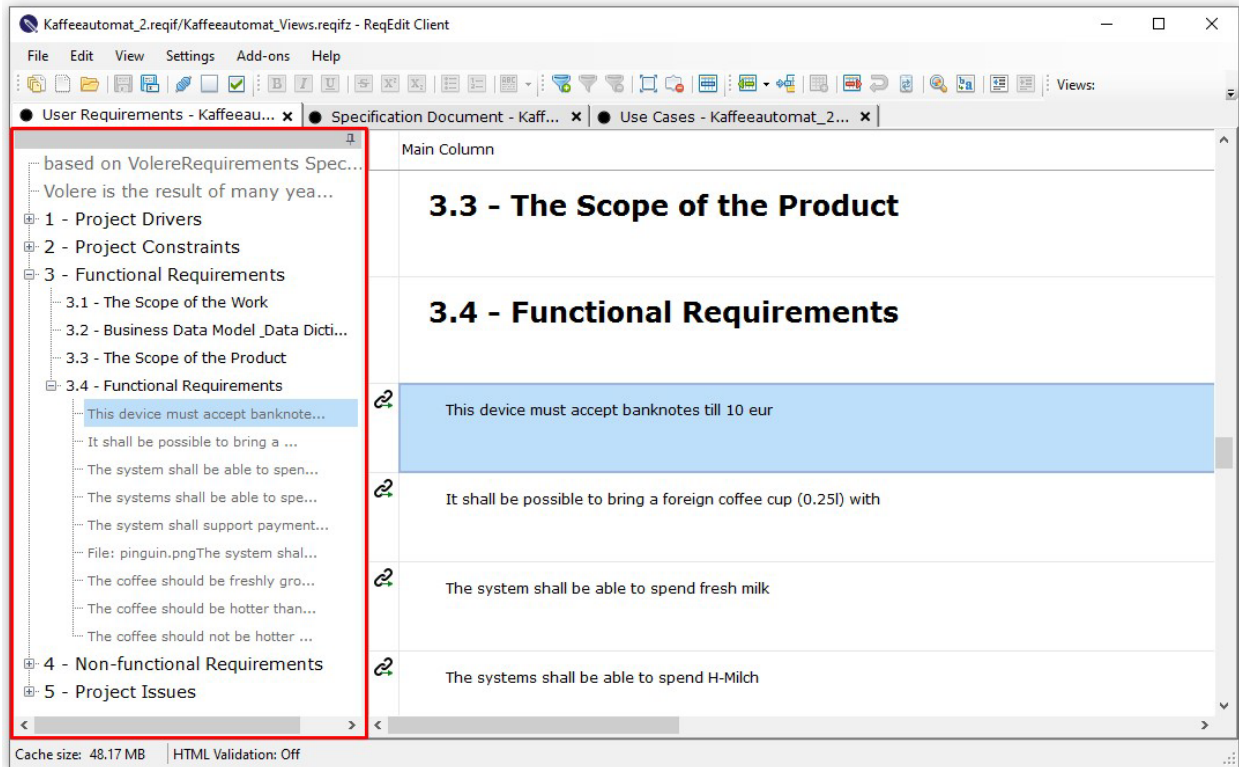 Kaffeeautomat_2.reqif/Kaffeeautomat_Views.reqifz - ReqEdit Client
File Edit View Settings Add-ons Help
B I U S X² X₂ ABC Views:
User Requirements - Kaffeeau... x Specification Document - Kaff... x Use Cases - Kaffeeautomat_2... x
based on VolereRequirements Spec...
Volere is the result of many yea...
1 - Project Drivers
2 - Project Constraints
3 - Functional Requirements
3.1 - The Scope of the Work
3.2 - Business Data Model _Data Dicti...
3.3 - The Scope of the Product
3.4 - Functional Requirements
This device must accept banknote...
It shall be possible to bring a ...
The system shall be able to spen...
The systems shall be able to spe...
The system shall support payment...
File: pinguin.pngThe system shal...
The coffee should be freshly gro...
The coffee should be hotter than...
The coffee should not be hotter ...
4 - Non-functional Requirements
5 - Project Issues
Main Column
3.3 - The Scope of the Product
3.4 - Functional Requirements
This device must accept banknotes till 10 eur
It shall be possible to bring a foreign coffee cup (0.25l) with
The system shall be able to spend fresh milk
The systems shall be able to spend H-Milch
Cache size: 48.17 MB HTML Validation: Off